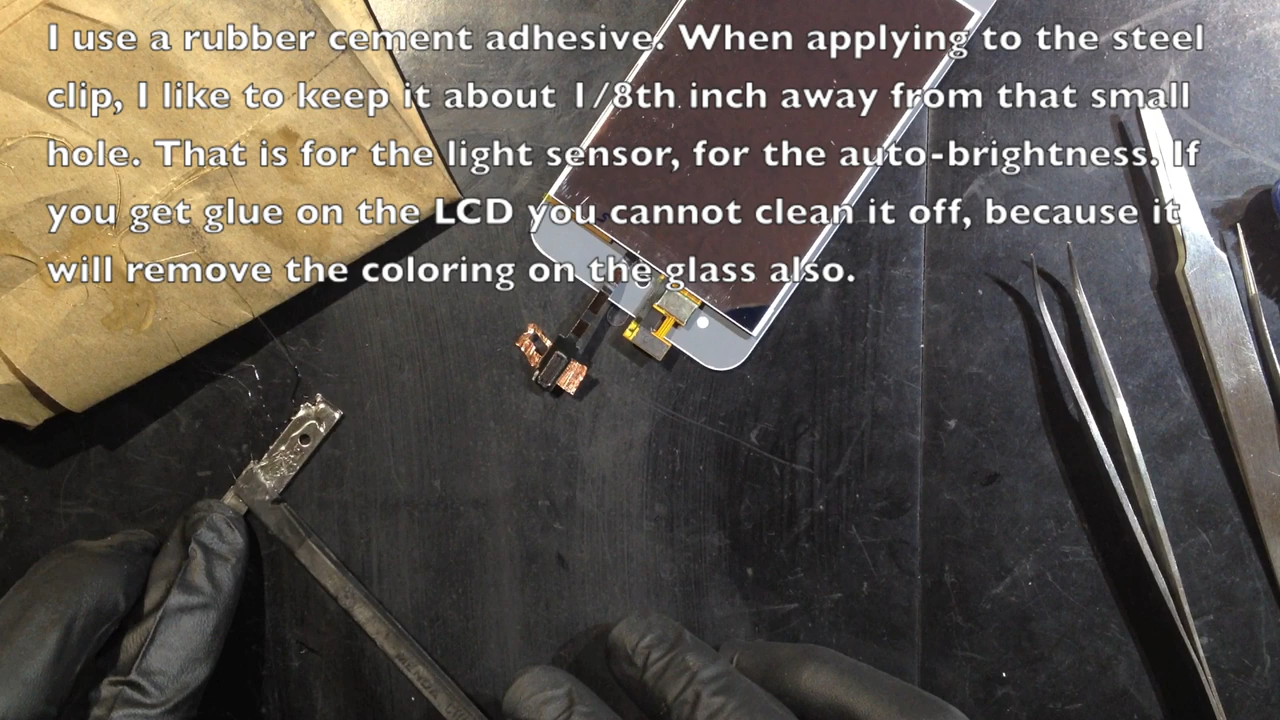 I use a rubber cement adhesive. When applying to the steel
clip, I like to keep it about 1/8th inch away from that small
hole. That is for the light sensor, for the auto-brightness. If
you get glue on the LCD you cannot clean it off, because it
will remove the coloring on the glass also.